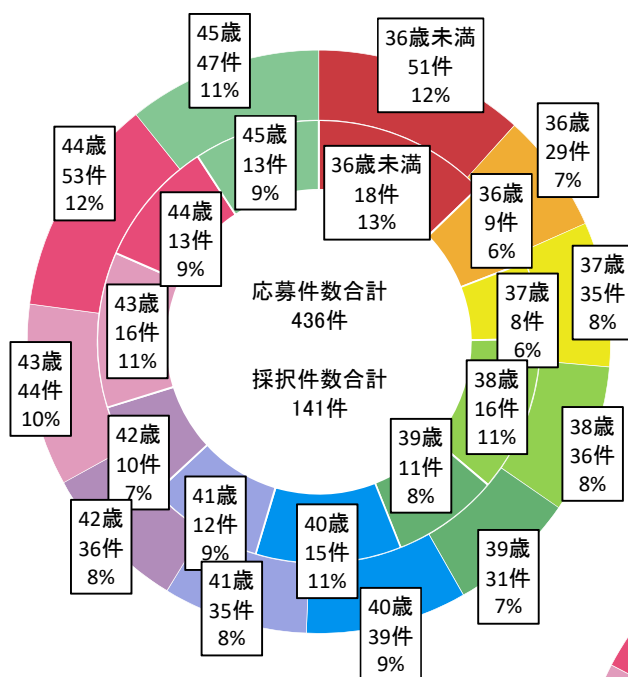 45歳
47件
11%
36歳未満
51件
12%
36歳
29件
7%
37歳
35件
8%
38歳
36件
8%
39歳
31件
7%
40歳
39件
9%
41歳
35件
8%
42歳
36件
8%
43歳
44件
10%
44歳
53件
12%
45歳
13件
9%
36歳未満
18件
13%
36歳
9件
6%
37歳
8件
6%
38歳
16件
11%
39歳
11件
8%
40歳
15件
11%
41歳
12件
9%
42歳
10件
7%
43歳
16件
11%
44歳
13件
9%
応募件数合計
436件
採択件数合計
141件